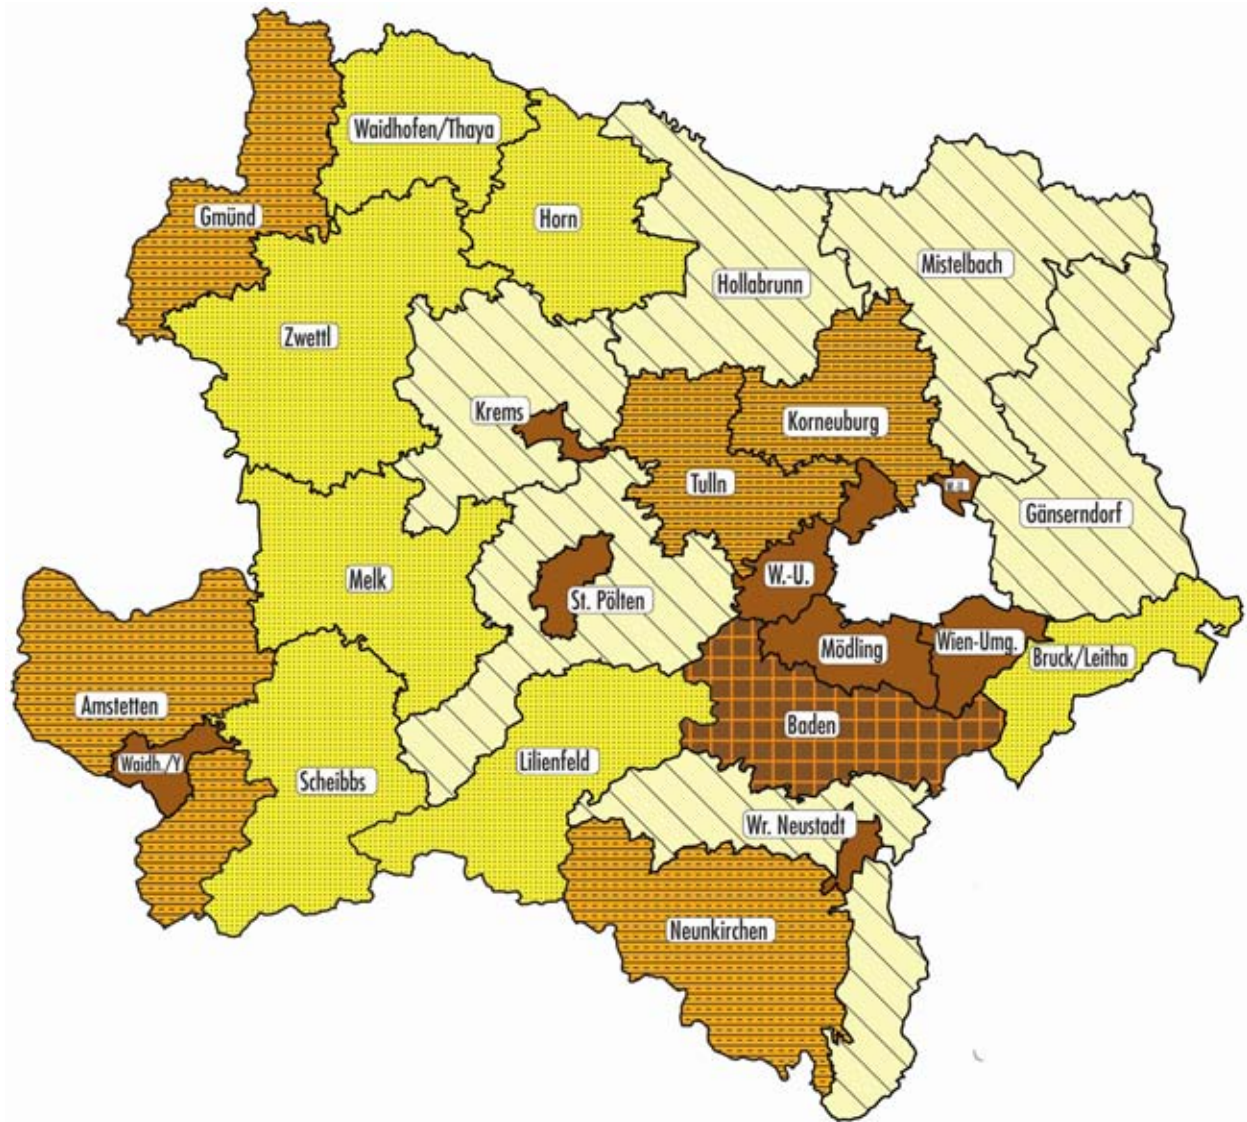 Waidhofen/Thaya
Gmünd
Horn
Mistelbach
Hollabrunn
Zwettl
Krems
Korneuburg
Tulln
Gänserndorf
Melk
W.-U.
St. Pölten
Mödling
Wien-Umg.
Bruck/Leitha
Amstetten
Baden
Waidh./Y
Lilienfeld
Scheibbs
Wr. Neustadt
Neunkirchen